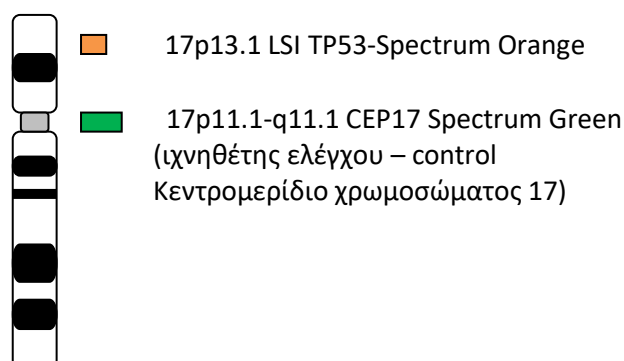 17p13.1 LSI TP53-Spectrum Orange
17p11.1-q11.1 CEP17 Spectrum Green
(ιχνηθέτης ελέγχου – control
Κεντρομερίδιο χρωμοσώματος 17)